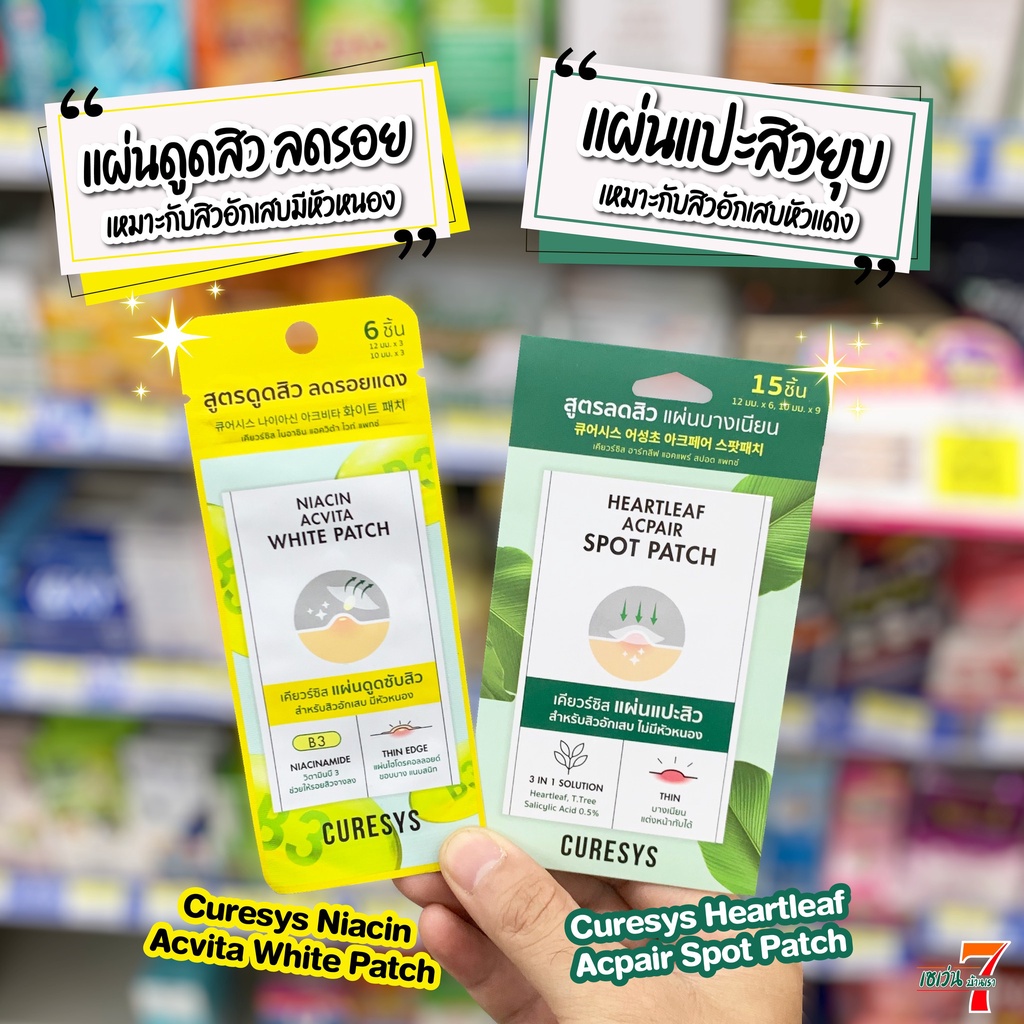 “
แผ่นดูดสิว ลดรอย
เหมาะกับสิวอักเสบมีหัวหนอง
”
“
แผ่นแปะสิวยุบ
เหมาะกับสิวอักเสบหัวแดง
”
6 ชิ้น
12 มม. x 3
10 มม. x 3
สูตรดูดสิว ลดรอยแดง
큐어시스 나이아신 아크비타 화이트 패치
เคียวร์ซิส ไนอาซิน แอควิต้า ไวท์ แพทช์
NIACIN
ACVITA
WHITE PATCH
เคียวร์ซิส แผ่นดูดซับสิว
สำหรับสิวอักเสบ มีหัวหนอง
B3
NIACINAMIDE
วิตามินบี 3
ช่วยให้รอยสิวจางลง
THIN EDGE
แผ่นไฮโดรคอลลอยด์
ขอบบาง แนบสนิท
B3
CURESYS
15 ชิ้น
12 มม. x 6, 10 มม. x 9
สูตรลดสิว แผ่นบางเนียน
큐어시스 어성초 아크페어 스팟패치
เคียวร์ซิส ฮาร์ทลีฟ แอคแพร์ สปอต แพทช์
HEARTLEAF
ACPAIR
SPOT PATCH
เคียวร์ซิส แผ่นแปะสิว
สำหรับสิวอักเสบ ไม่มีหัวหนอง
3 IN 1 SOLUTION
Heartleaf, T.Tree
Salicylic Acid 0.5%
THIN
บางเนียน
แต่งหน้าทับได้
CURESYS
Curesys Niacin
Acvita White Patch
Curesys Heartleaf
Acpair Spot Patch
เซเว่น บ้านเรา
7